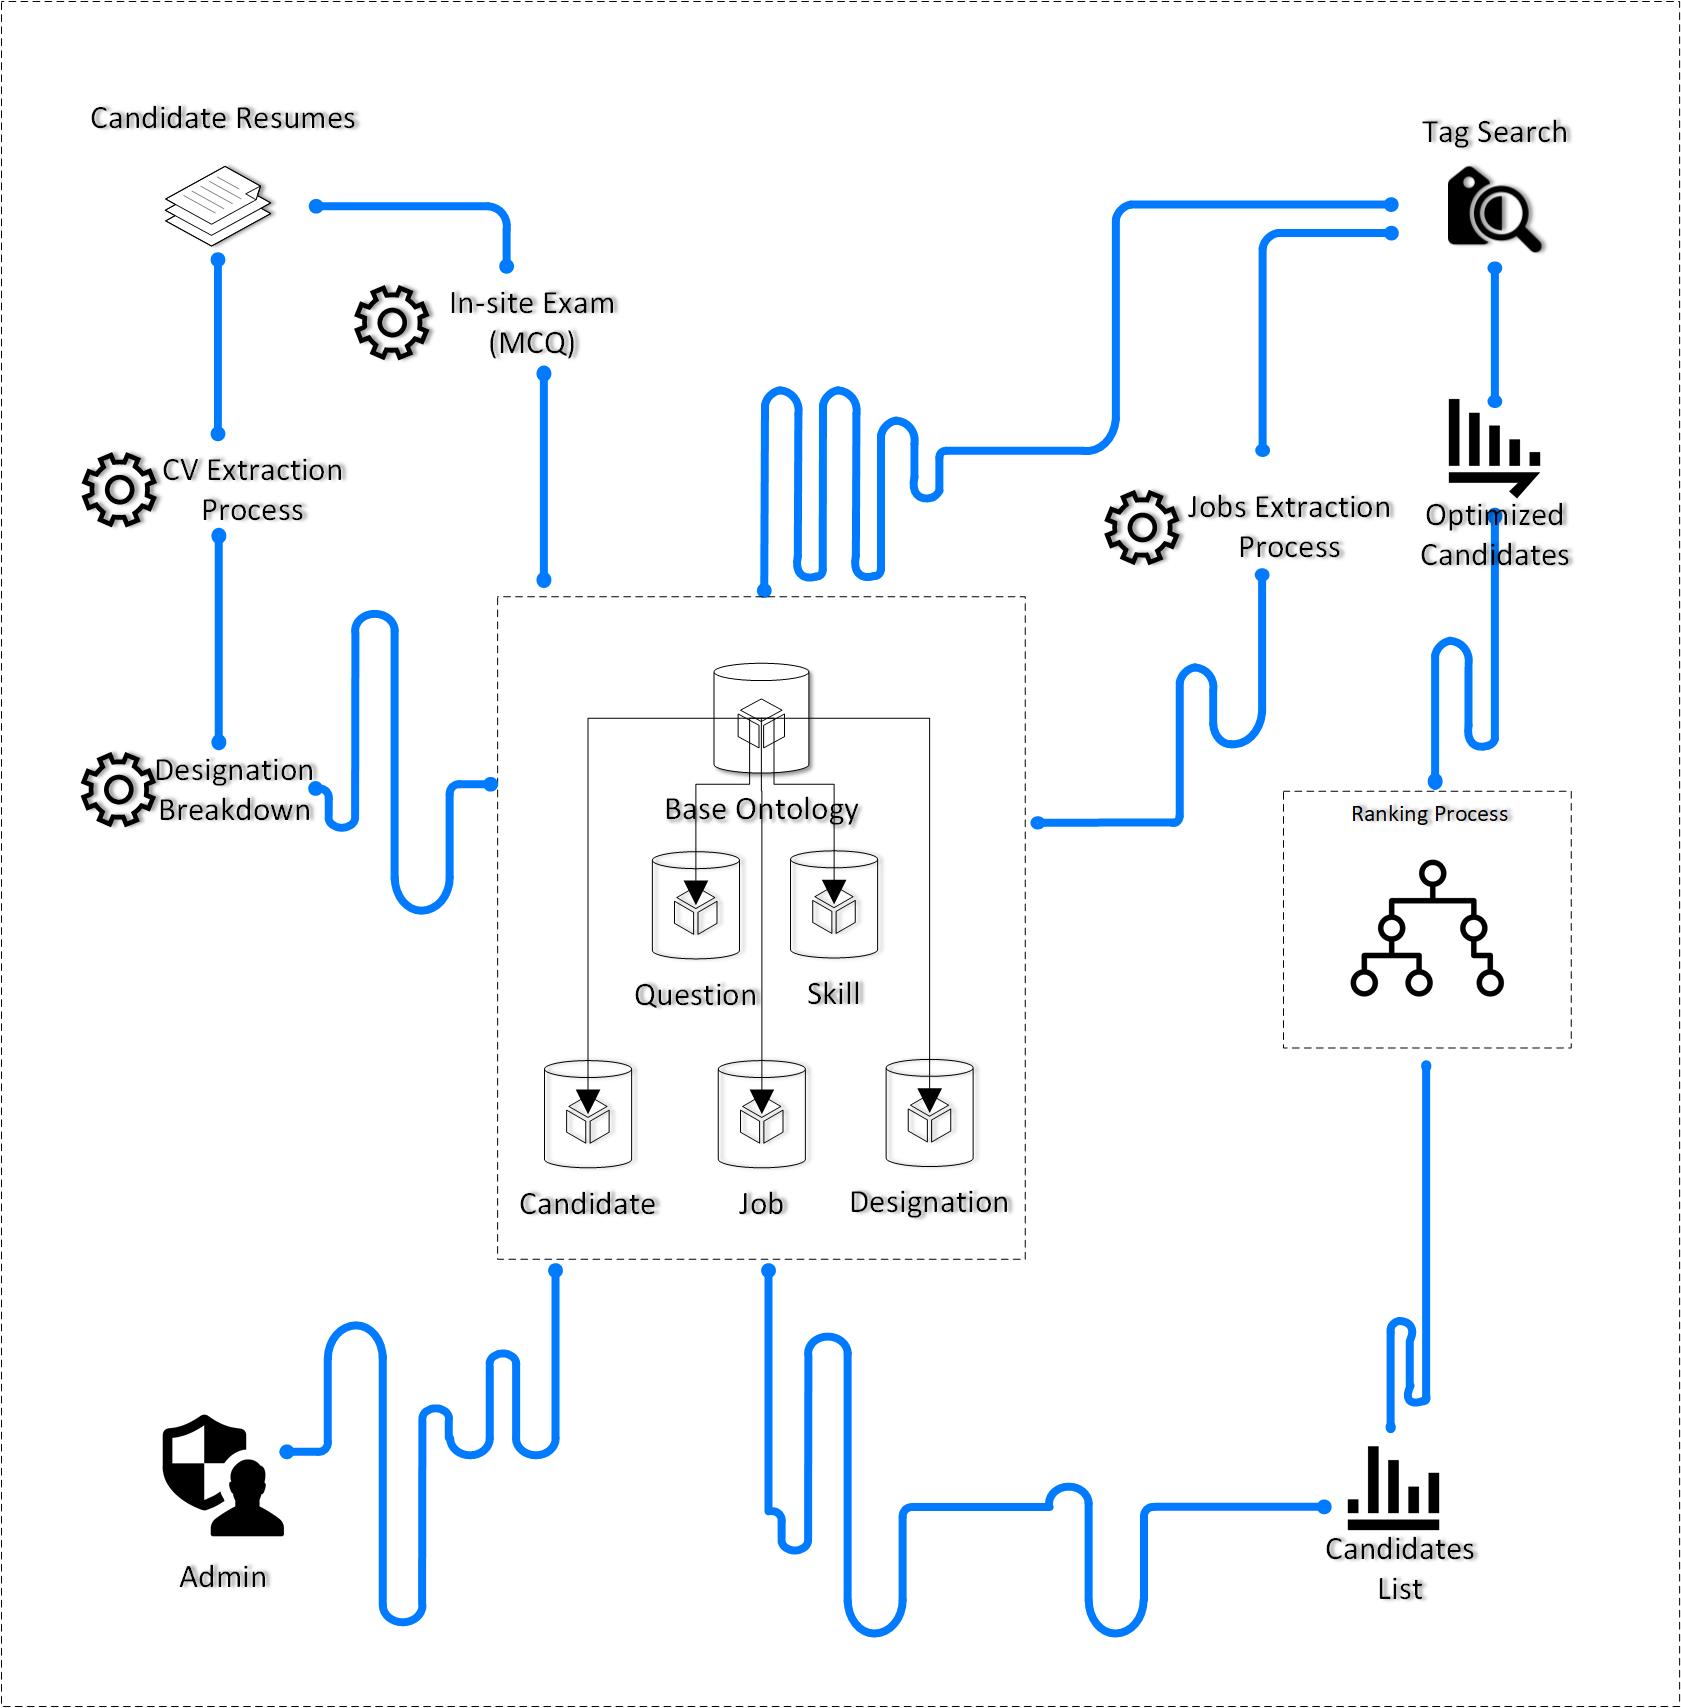 Candidate Resumes
Tag Search
In-site Exam
(MCQ)
CV Extraction
Process
Jobs Extraction
Process
Optimized
Candidates
Designation
Breakdown
Base Ontology
Ranking Process
Question
Skill
Candidate
Job
Designation
Admin
Candidates
List